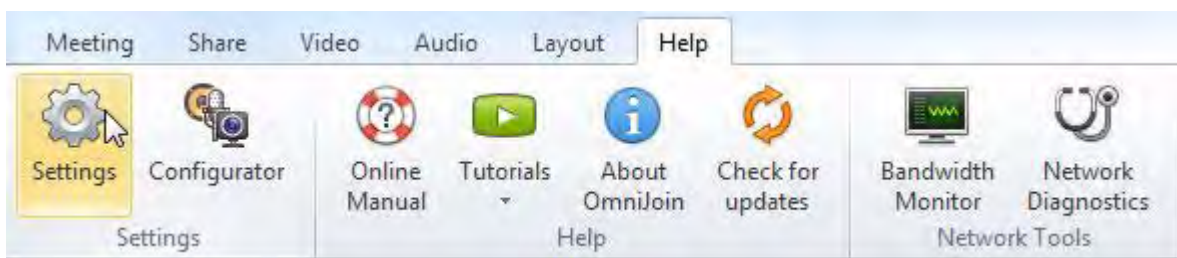 Meeting Share Video Audio Layout Help
Settings Configurator Online Tutorials About Check for Bandwidth Network
Manual OmniJoin updates Monitor Diagnostics
Settings Help Network Tools